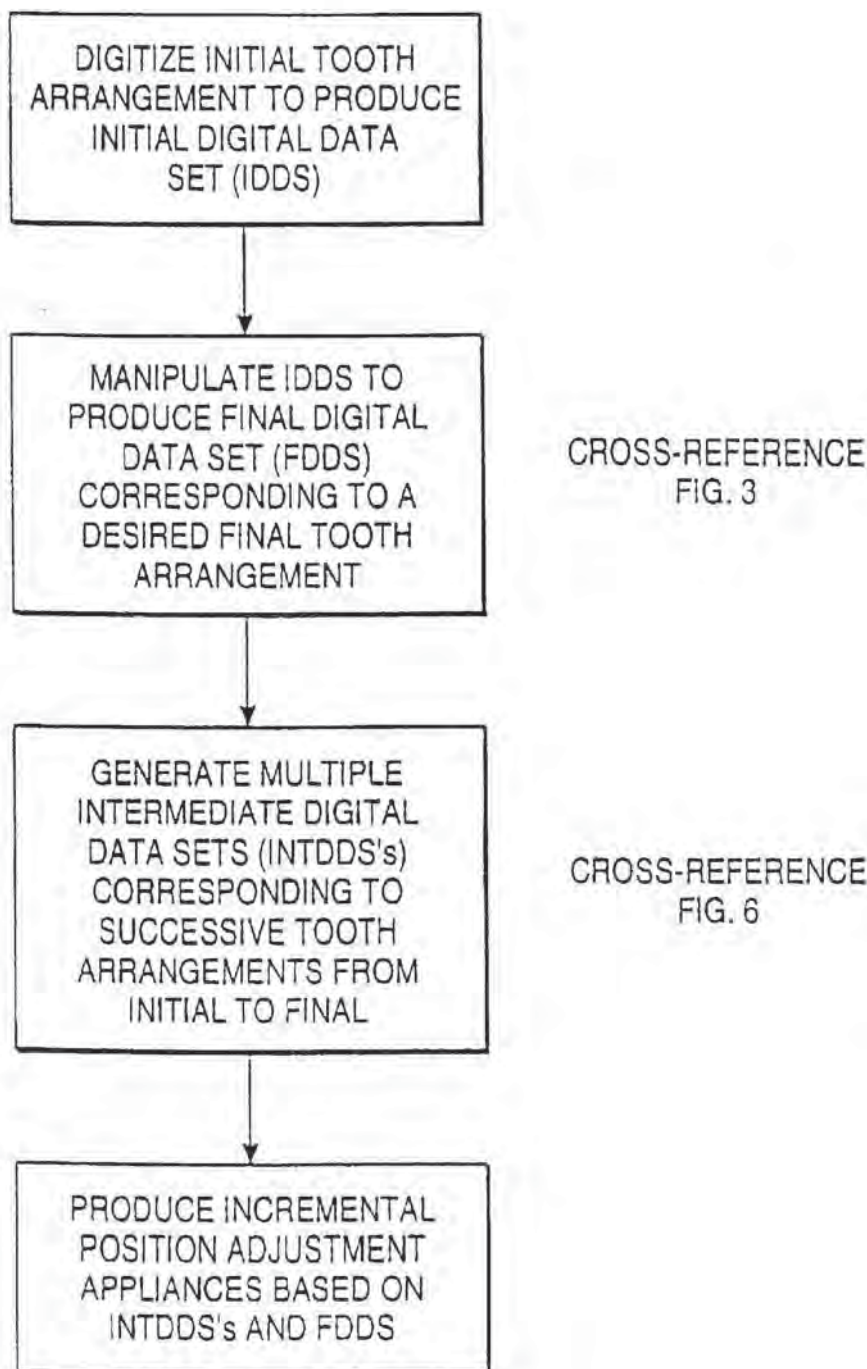 DIGITIZE INITIAL TOOTH
ARRANGEMENT TO PRODUCE
INITIAL DIGITAL DATA
SET (IDDS)
MANIPULATE IDDS TO
PRODUCE FINAL DIGITAL
DATA SET (FDDS)
CORRESPONDING TO A
DESIRED FINAL TOOTH
ARRANGEMENT
CROSS-REFERENCE
FIG. 3
GENERATE MULTIPLE
INTERMEDIATE DIGITAL
DATA SETS (INTDDS's)
CORRESPONDING TO
SUCCESSIVE TOOTH
ARRANGEMENTS FROM
INITIAL TO FINAL
CROSS-REFERENCE
FIG. 6
PRODUCE INCREMENTAL
POSITION ADJUSTMENT
APPLIANCES BASED ON
INTDDS's AND FDDS